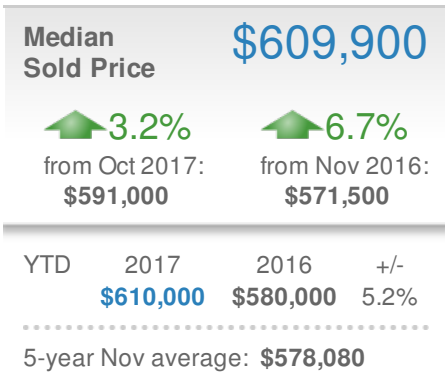 Median $609,900
Sold Price
3.2% 6.7%
from Oct 2017: from Nov 2016:
$591,000 $571,500
YTD 2017 2016 +/-
$610,000 $580,000 5.2%
5-year Nov average: $578,080